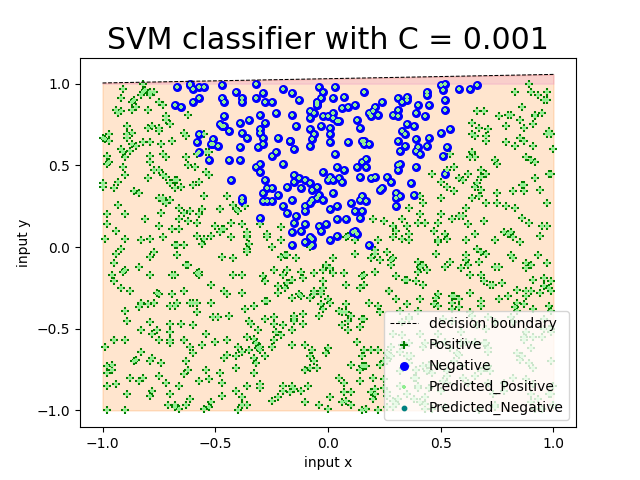 SVM classifier with C = 0.001
input y
1.0
0.5
0.0
−0.5
−1.0
decision boundary
Positive
Negative
Predicted_Positive
Predicted_Negative
−1.0
−0.5
0.0
0.5
1.0
input x